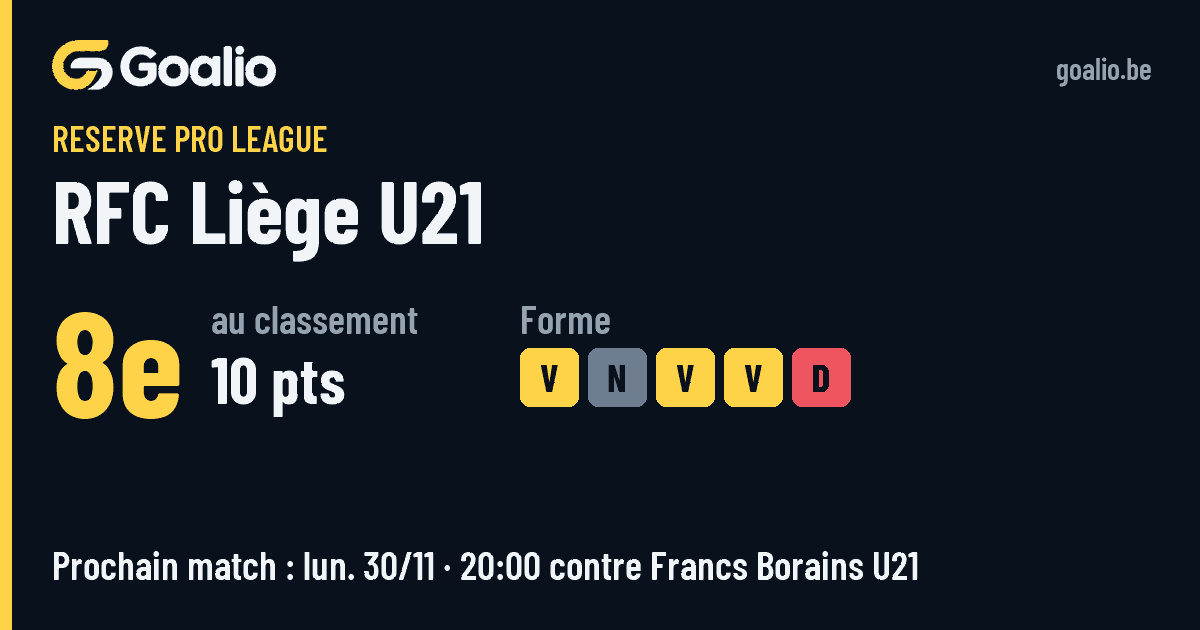 Goalio
goalio.be
RESERVE PRO LEAGUE
RFC Liège U21
8e
au classement
10 pts
Forme
V N V V D
Prochain match : lun. 30/11 · 20:00 contre Francs Borains U21